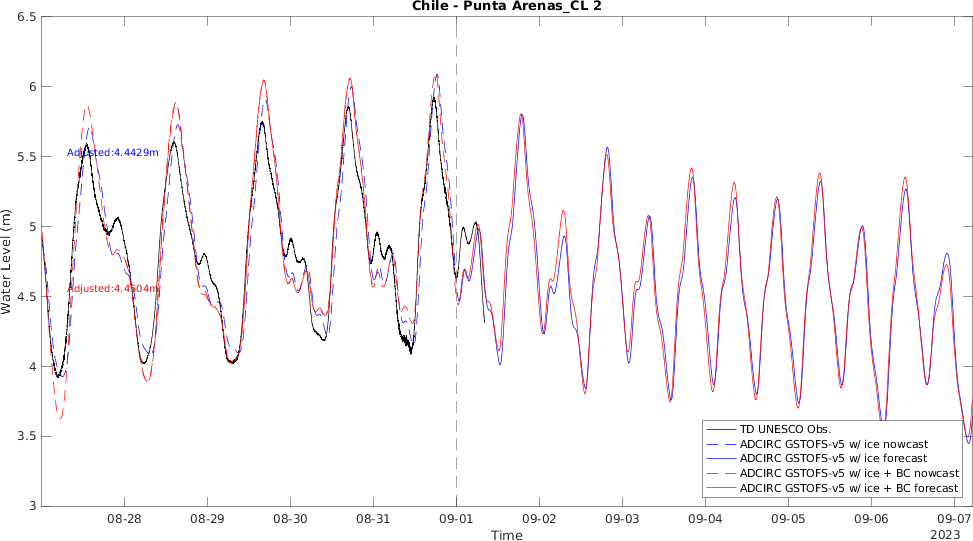 Chile - Punta Arenas_CL 2
6.5
6
5.5
5
4.5
4
3.5
3
Water Level (m)
Adjusted:4.4429m
Adjusted:4.4504m
TD UNESCO Obs.
ADCIRC GSTOFS-v5 w/ ice nowcast
ADCIRC GSTOFS-v5 w/ ice forecast
ADCIRC GSTOFS-v5 w/ ice + BC nowcast
ADCIRC GSTOFS-v5 w/ ice + BC forecast
08-28
08-29
08-30
08-31
09-01
09-02
09-03
09-04
09-05
09-06
09-07
2023
Time